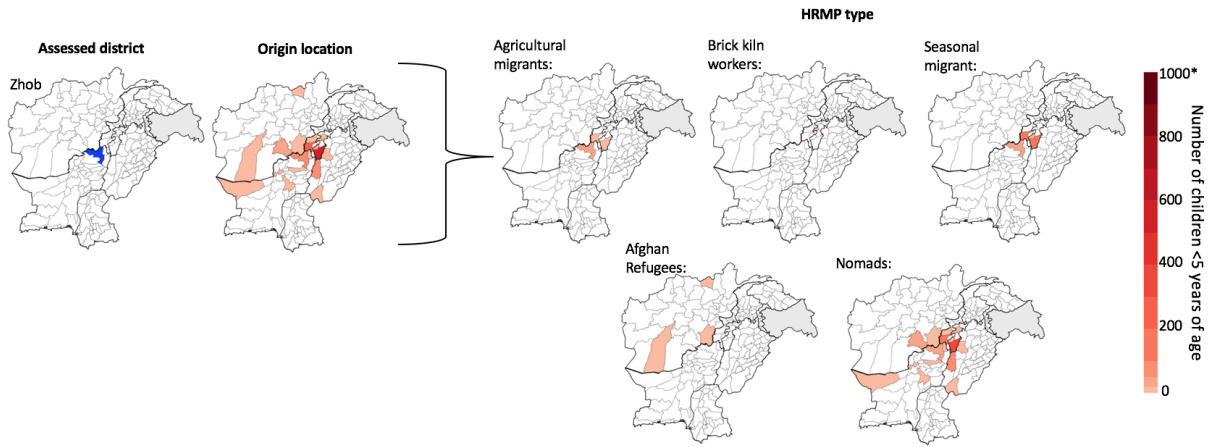 HRMP type
Assessed district
Origin location
Zhob
Agricultural
migrants:
Brick kiln
workers:
Seasonal
migrant:
Afghan
Refugees:
Nomads:
1000*
800
600
400
200
0
Number of children <5 years of age